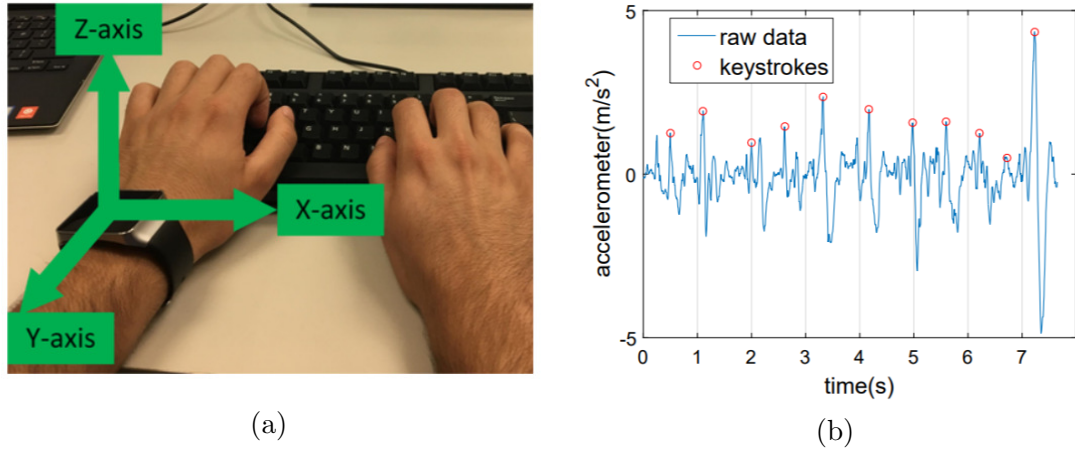 Z-axis
X-axis
Y-axis
(a)
raw data
keystrokes
accelerometer(m/s²)
5
0
-5
0 1 2 3 4 5 6 7
time(s)
(b)